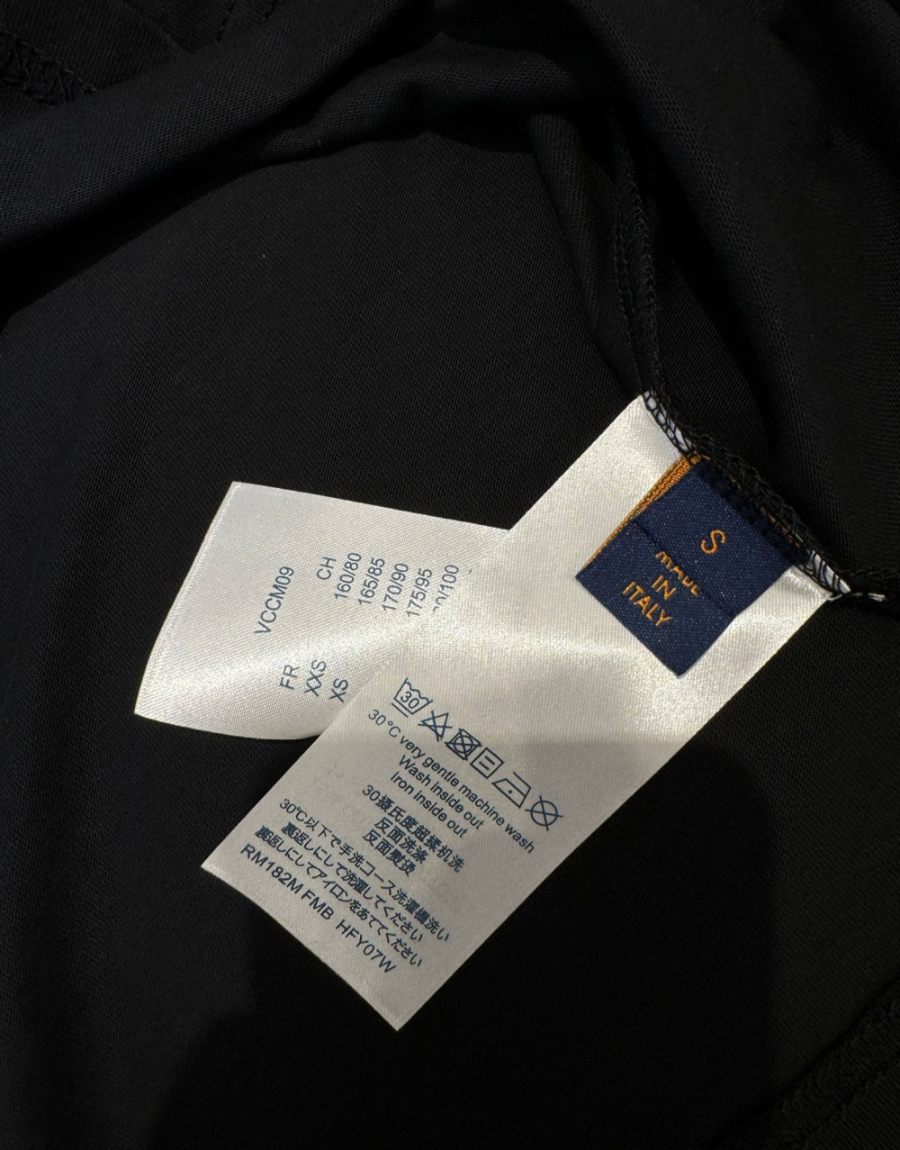 VCCM09
CH
160/80
165/85
170/90
175/95
FR
XXS
XS
S
MADE
IN
ITALY
30
30°C very gentle machine wash
Wash inside out
Iron inside out
30摄氏度超揉机洗
反面洗涤
反面熨烫
30℃以下で手洗コース洗濯機洗い
裏返しにして洗濯してください
裏返しにしてアイロンをあててください
RM182M FMB HFY07W